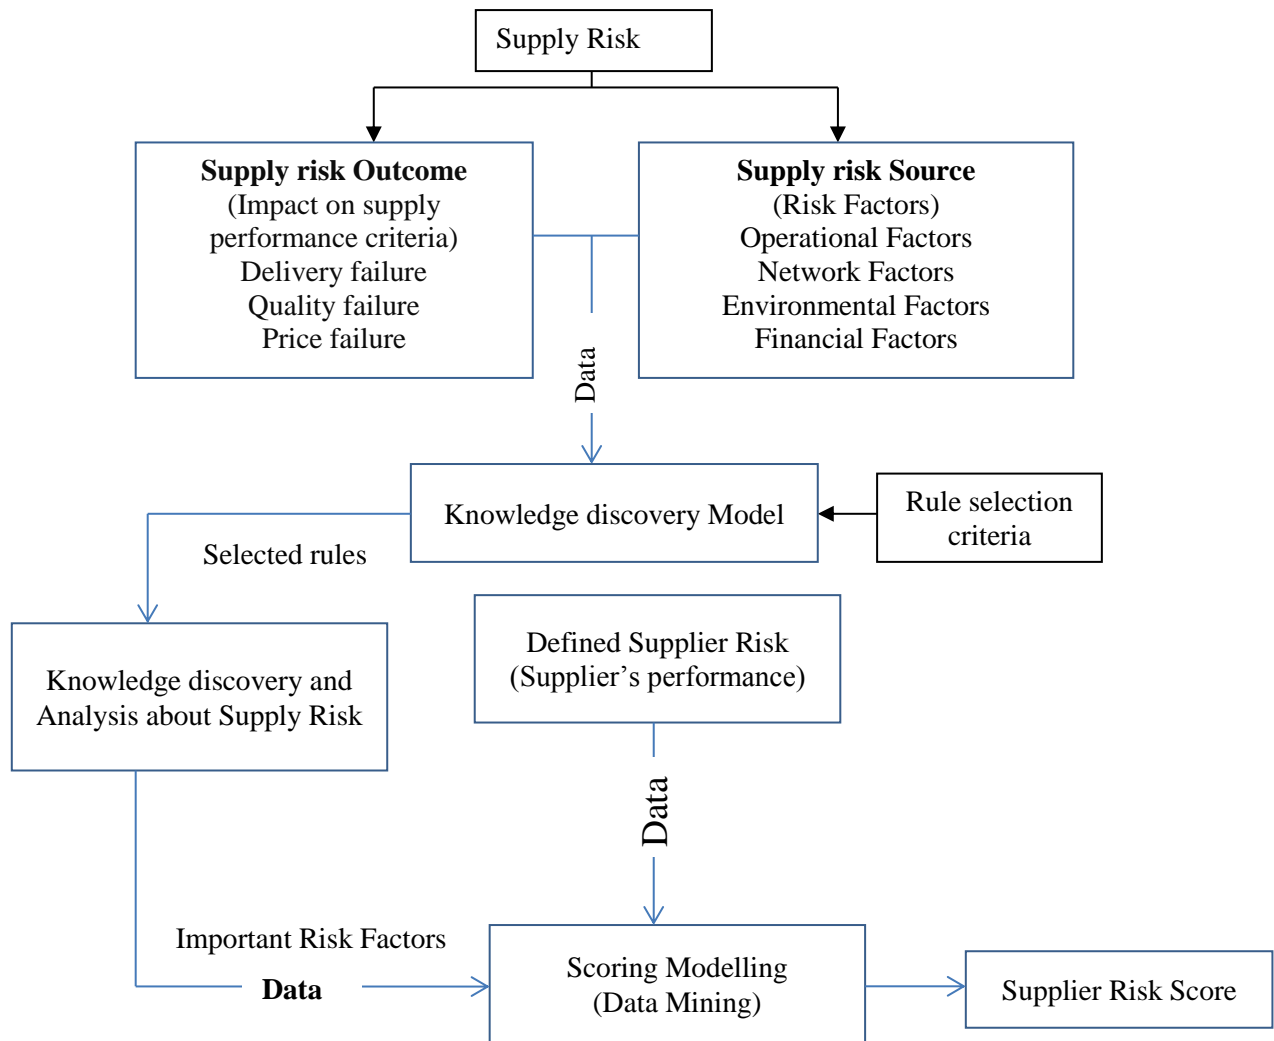 Supply Risk
Supply risk Outcome
(Impact on supply
performance criteria)
Delivery failure
Quality failure
Price failure
Supply risk Source
(Risk Factors)
Operational Factors
Network Factors
Environmental Factors
Financial Factors
Data
Knowledge discovery Model
Rule selection
criteria
Selected rules
Defined Supplier Risk
(Supplier’s performance)
Knowledge discovery and
Analysis about Supply Risk
Data
Important Risk Factors
Data
Scoring Modelling
(Data Mining)
Supplier Risk Score